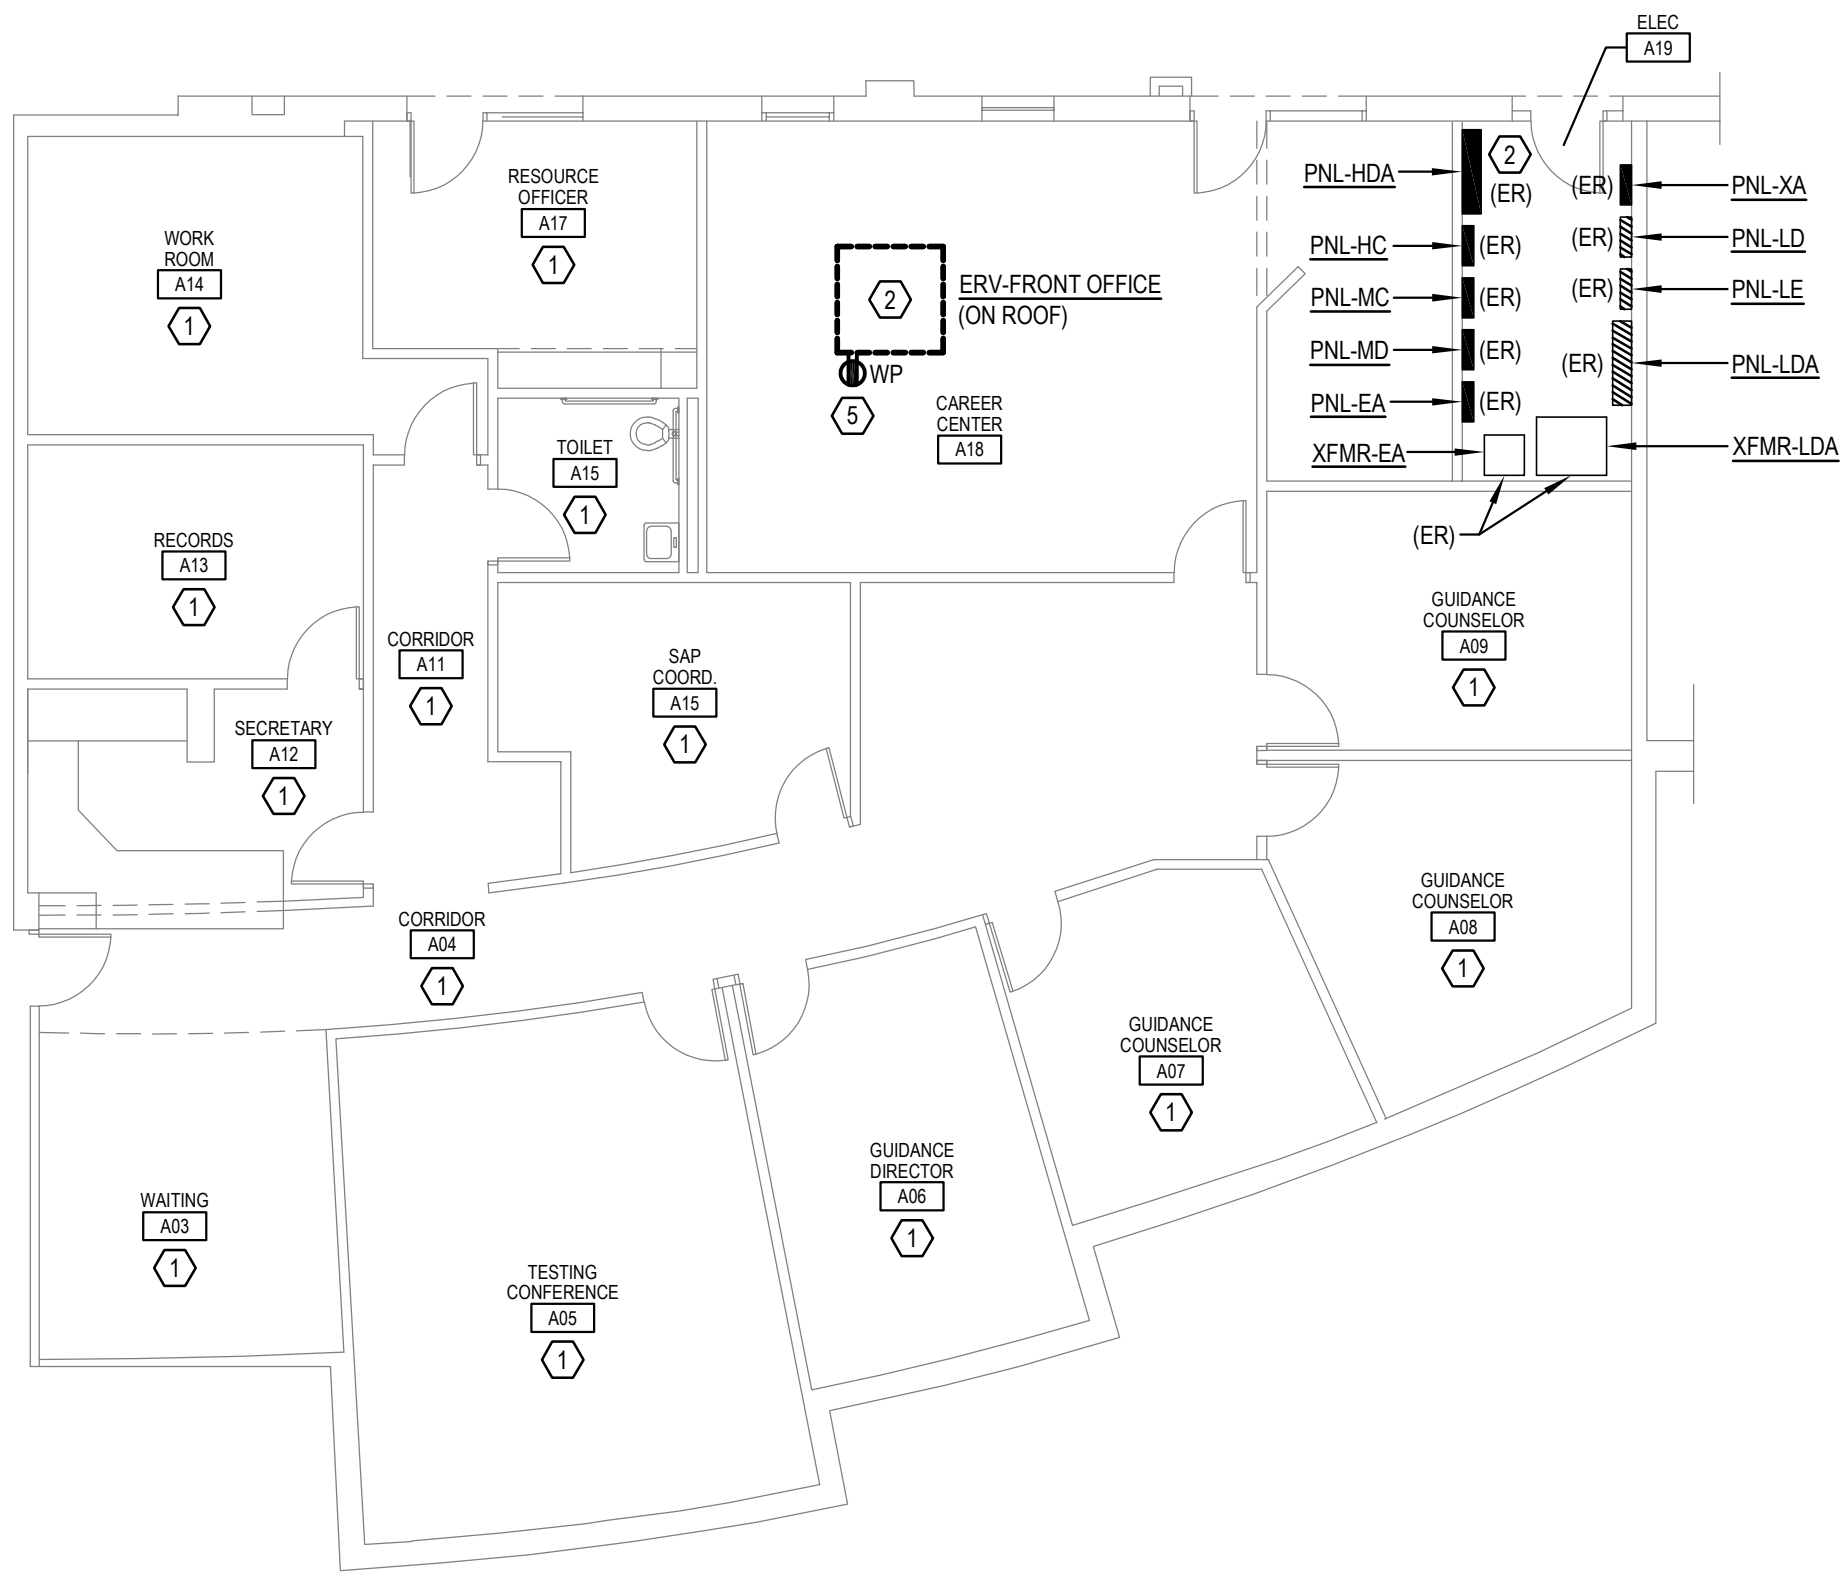 ELEC
A19
WORK
ROOM
A14
1
RESOURCE
OFFICER
A17
1
2
ERV-FRONT OFFICE
(ON ROOF)
WP
5
CAREER
CENTER
A18
PNL-HDA
2
(ER)
PNL-HC
(ER)
PNL-MC
(ER)
PNL-MD
(ER)
PNL-EA
(ER)
XFMR-EA
(ER)
PNL-XA
(ER)
PNL-LD
(ER)
PNL-LE
(ER)
PNL-LDA
XFMR-LDA
(ER)
TOILET
A15
1
RECORDS
A13
1
CORRIDOR
A11
1
SECRETARY
A12
1
SAP
COORD.
A15
1
GUIDANCE
COUNSELOR
A09
1
GUIDANCE
COUNSELOR
A08
1
CORRIDOR
A04
1
GUIDANCE
COUNSELOR
A07
1
GUIDANCE
DIRECTOR
A06
1
WAITING
A03
1
TESTING
CONFERENCE
A05
1